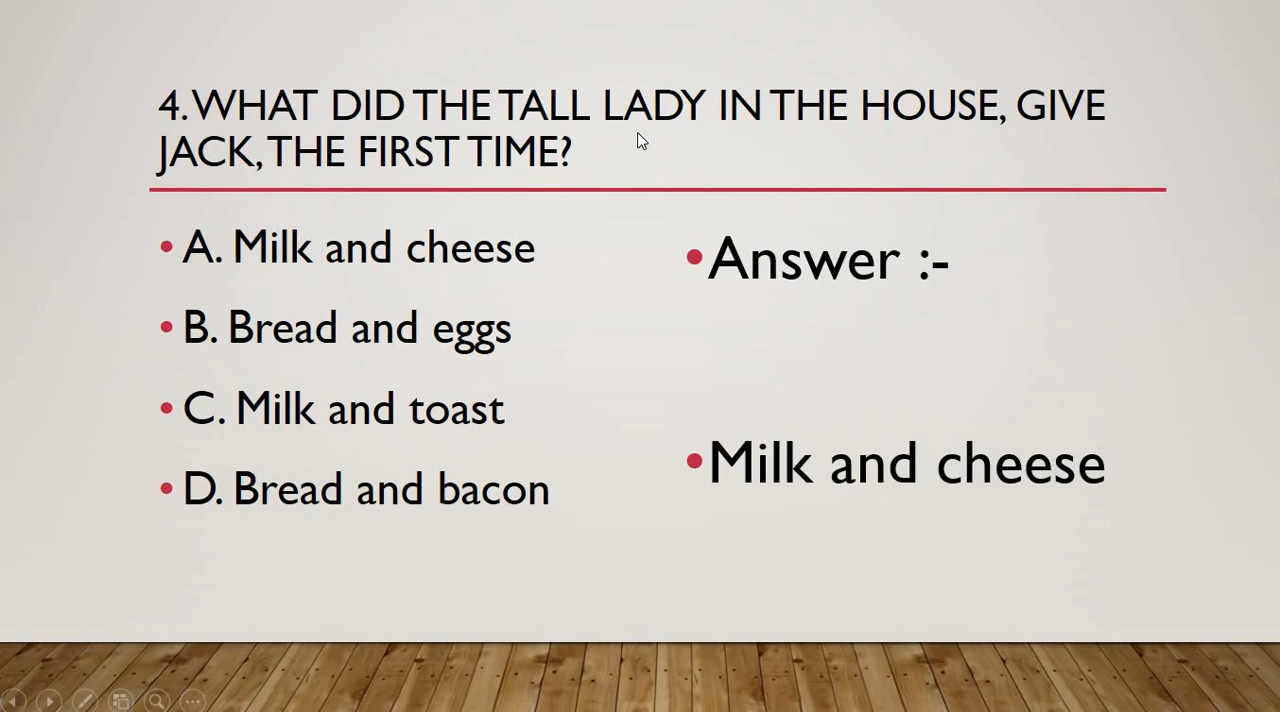 4. WHAT DID THE TALL LADY IN THE HOUSE, GIVE
JACK, THE FIRST TIME?
• A. Milk and cheese
• B. Bread and eggs
• C. Milk and toast
• D. Bread and bacon
• Answer :-
• Milk and cheese